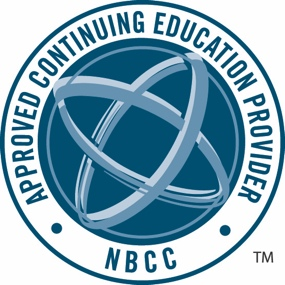 APPROVED CONTINUING EDUCATION PROVIDER
NBCC
TM